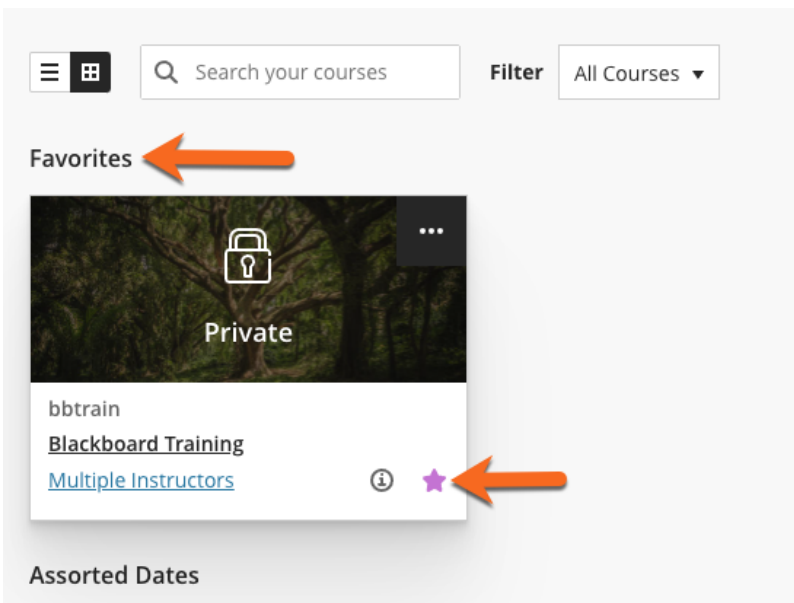 Search your courses
Filter
All Courses
Favorites
Private
bbtrain
Blackboard Training
Multiple Instructors
Assorted Dates